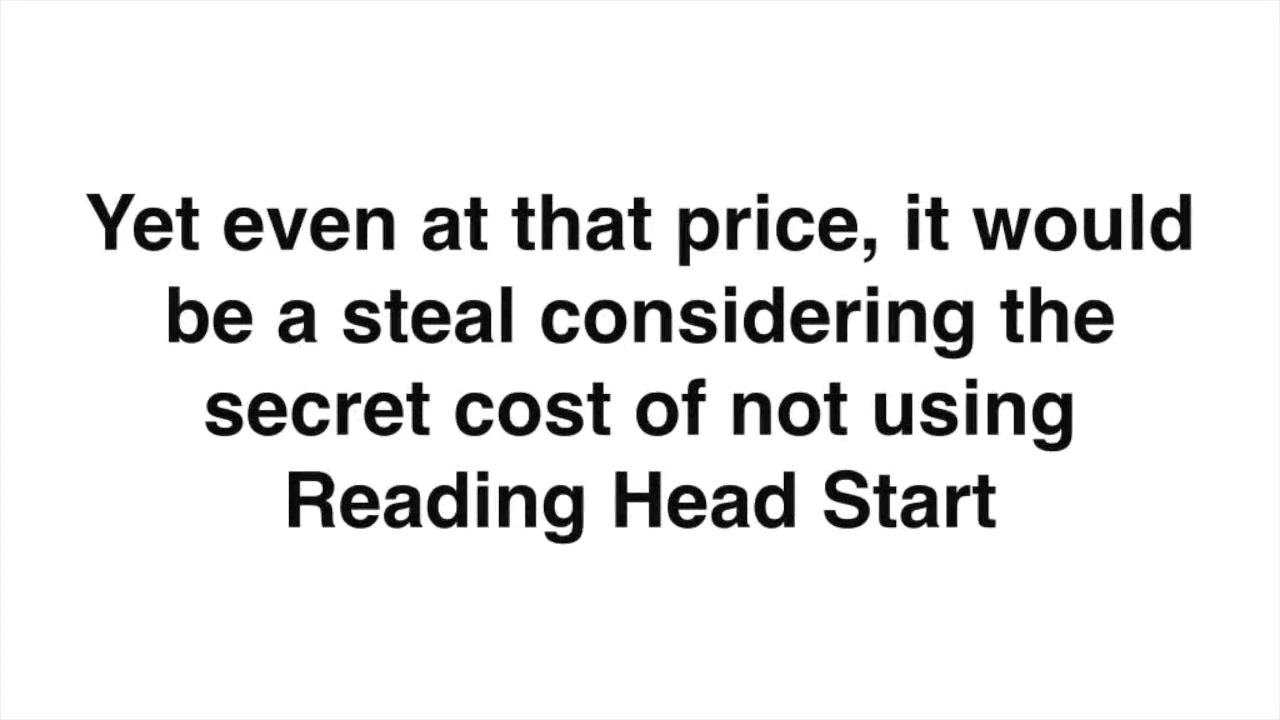 Yet even at that price, it would
be a steal considering the
secret cost of not using
Reading Head Start